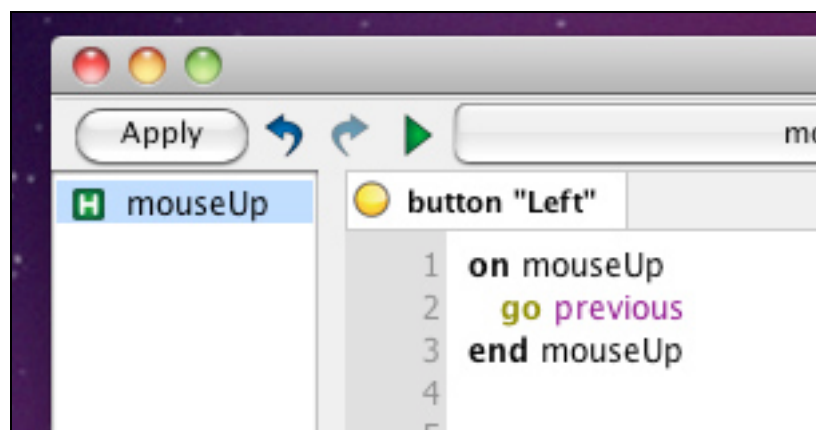 Apply
mouseUp
button "Left"
1 on mouseUp
2 go previous
3 end mouseUp
4